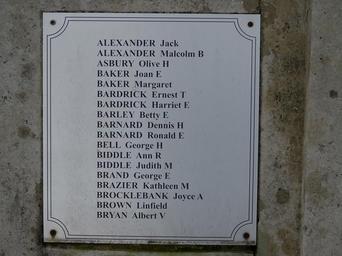 ALEXANDER Jack
ALEXANDER Malcolm B
ASBURY Olive H
BAKER Joan E
BAKER Margaret
BARDRICK Ernest T
BARDRICK Harriet E
BARLEY Betty E
BARNARD Dennis H
BARNARD Ronald E
BELL George H
BIDDLE Ann R
BIDDLE Judith M
BRAND George E
BRAZIER Kathleen M
BROCKLEBANK Joyce A
BROWN Linfield
BRYAN Albert V